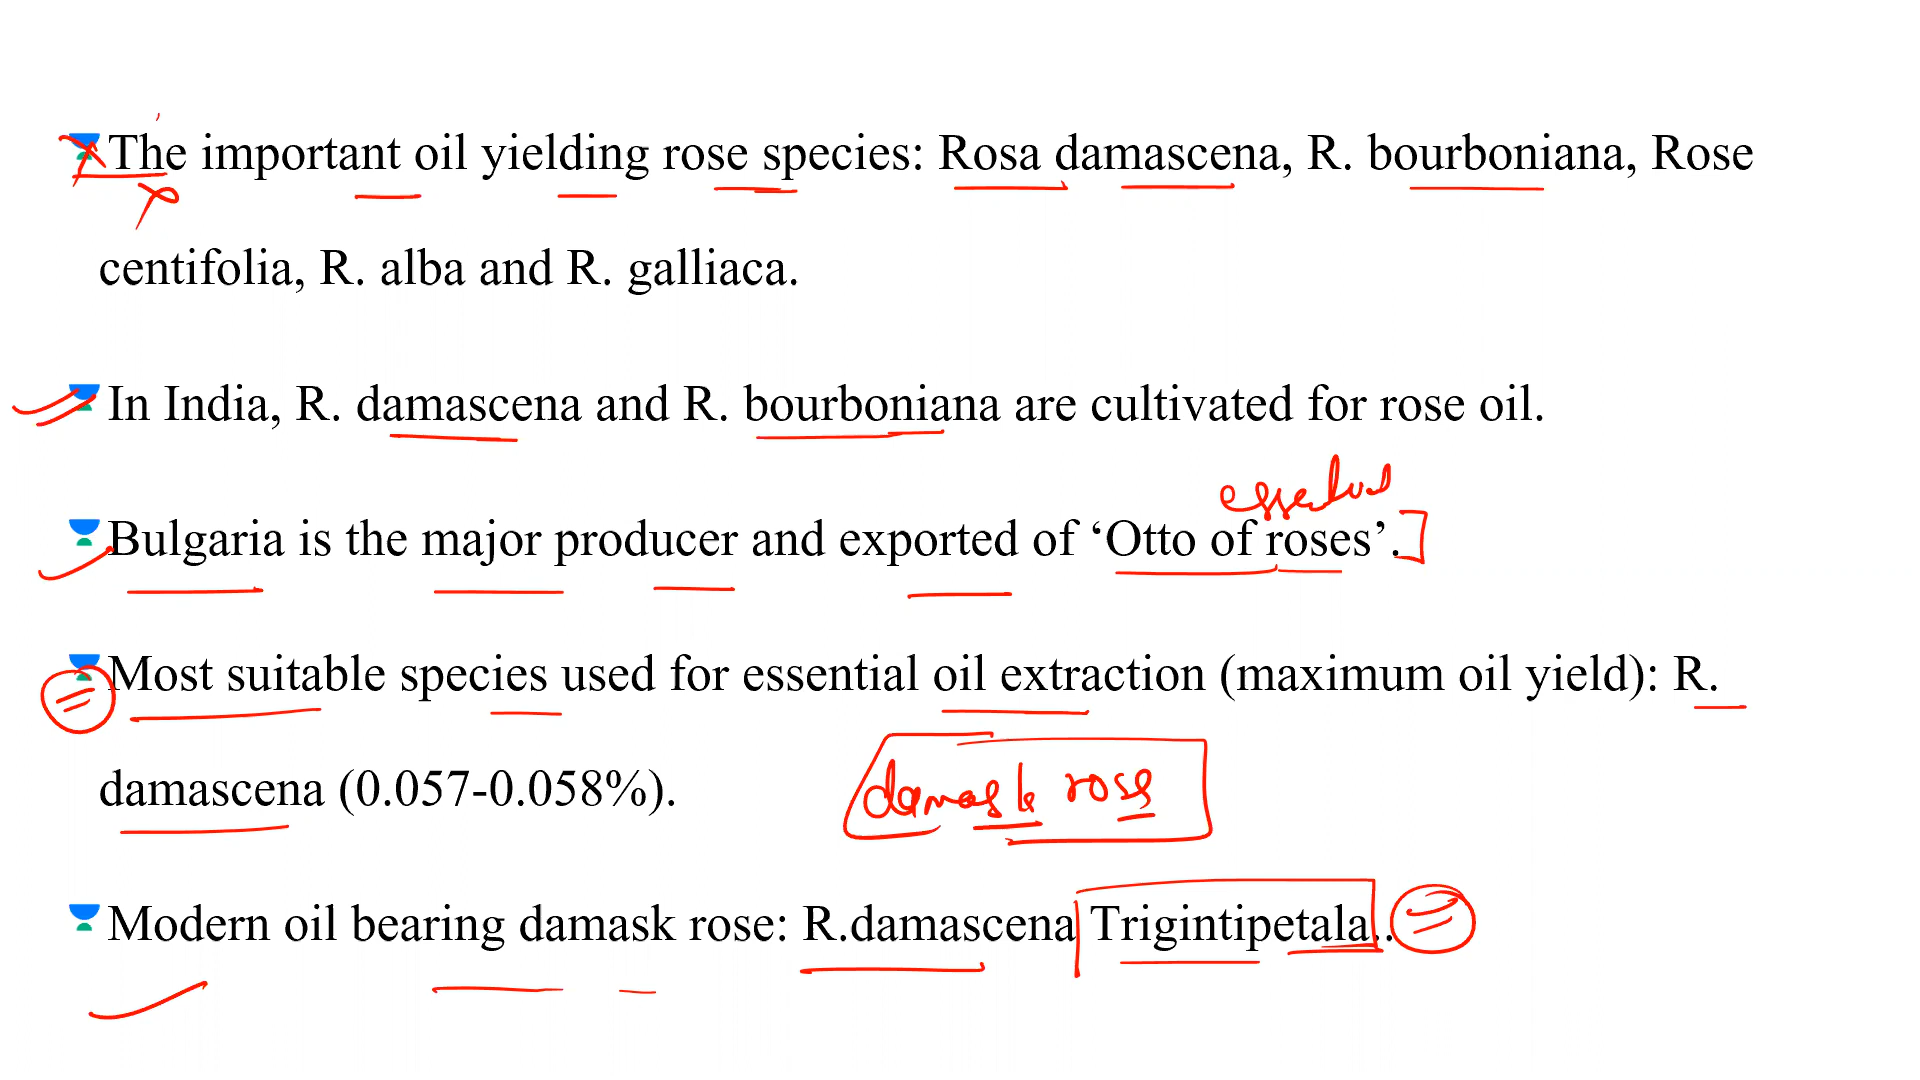 The important oil yielding rose species: Rosa damascena, R. bourboniana, Rose
centifolia, R. alba and R. galliaca.
In India, R. damascena and R. bourboniana are cultivated for rose oil.
Bulgaria is the major producer and exported of ‘Otto of roses’.
Most suitable species used for essential oil extraction (maximum oil yield): R.
damascena (0.057-0.058%).
damask rose
Modern oil bearing damask rose: R.damascena Trigintipetala..